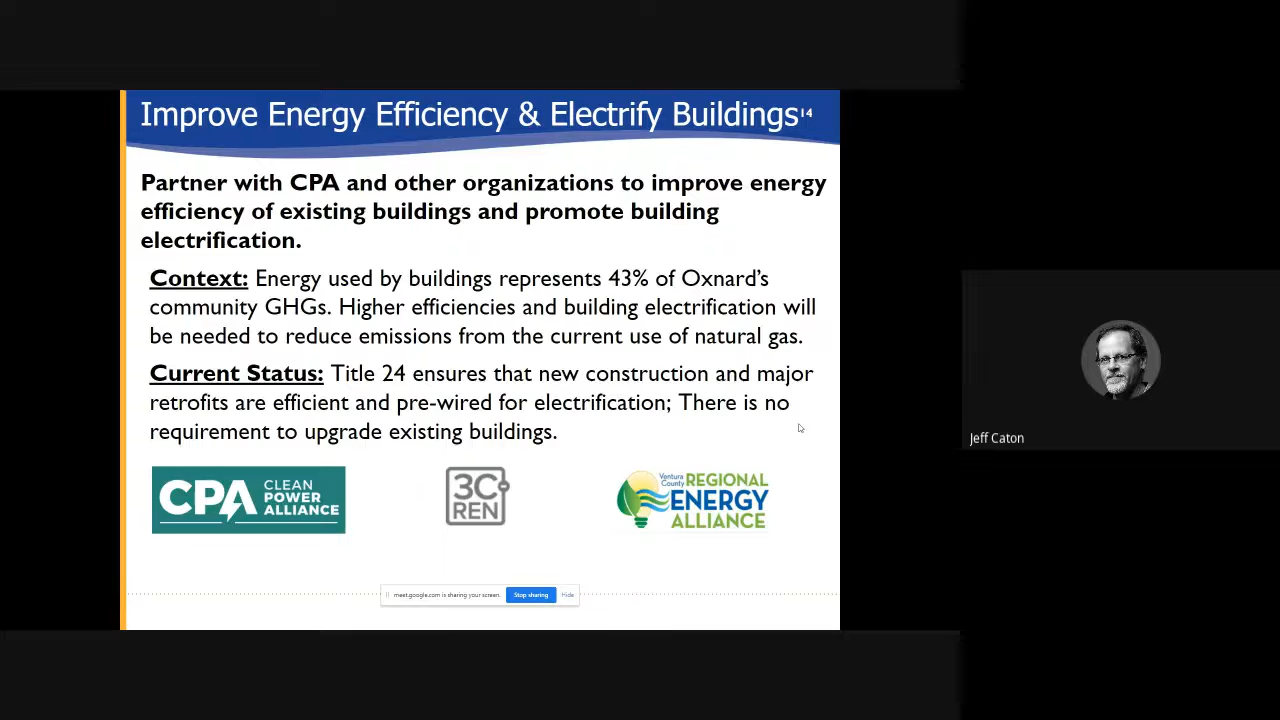 Improve Energy Efficiency & Electrify Buildings14
Partner with CPA and other organizations to improve energy
efficiency of existing buildings and promote building
electrification.
Context: Energy used by buildings represents 43% of Oxnard’s
community GHGs. Higher efficiencies and building electrification will
be needed to reduce emissions from the current use of natural gas.
Current Status: Title 24 ensures that new construction and major
retrofits are efficient and pre-wired for electrification; There is no
requirement to upgrade existing buildings.
CPA CLEAN
POWER
ALLIANCE
3C
REN
Ventura
County REGIONAL
ENERGY
ALLIANCE
meet.google.com is sharing your screen.
Stop sharing
Hide
Jeff Caton